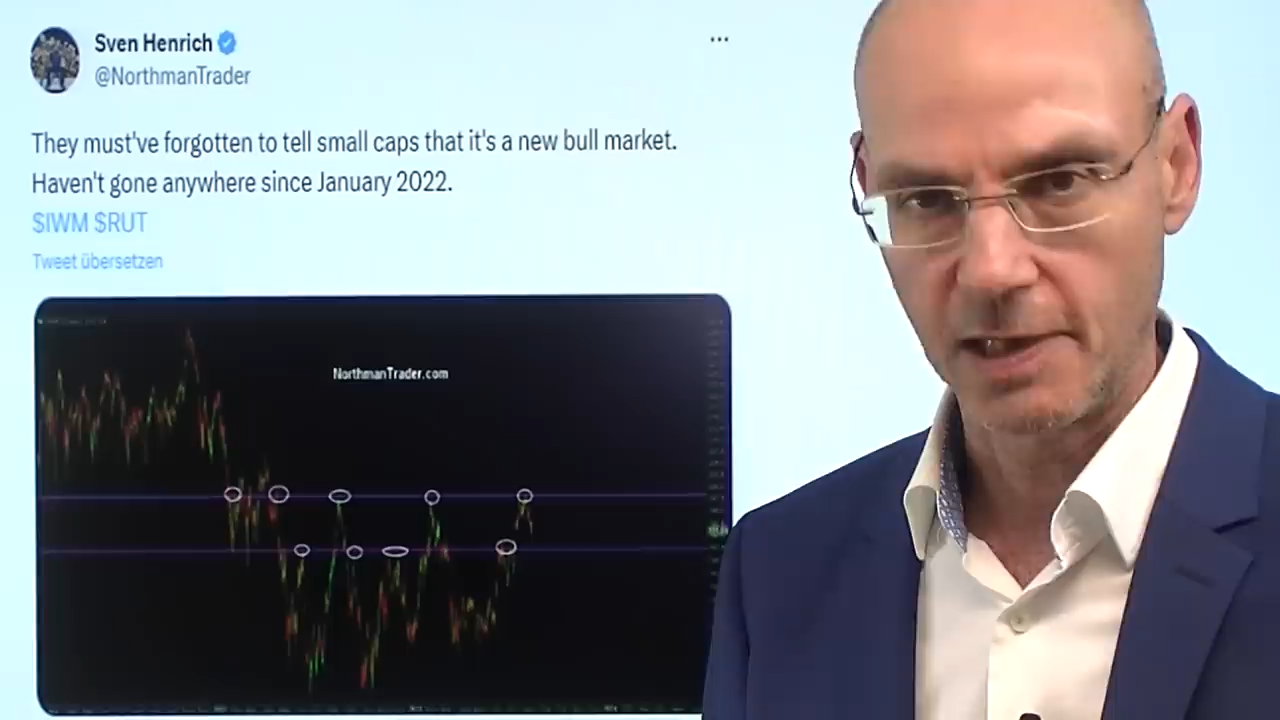 Sven Henrich
@NorthmanTrader
They must've forgotten to tell small caps that it's a new bull market.
Haven't gone anywhere since January 2022.
$IWM $RUT
Tweet übersetzen
NorthmanTrader.com